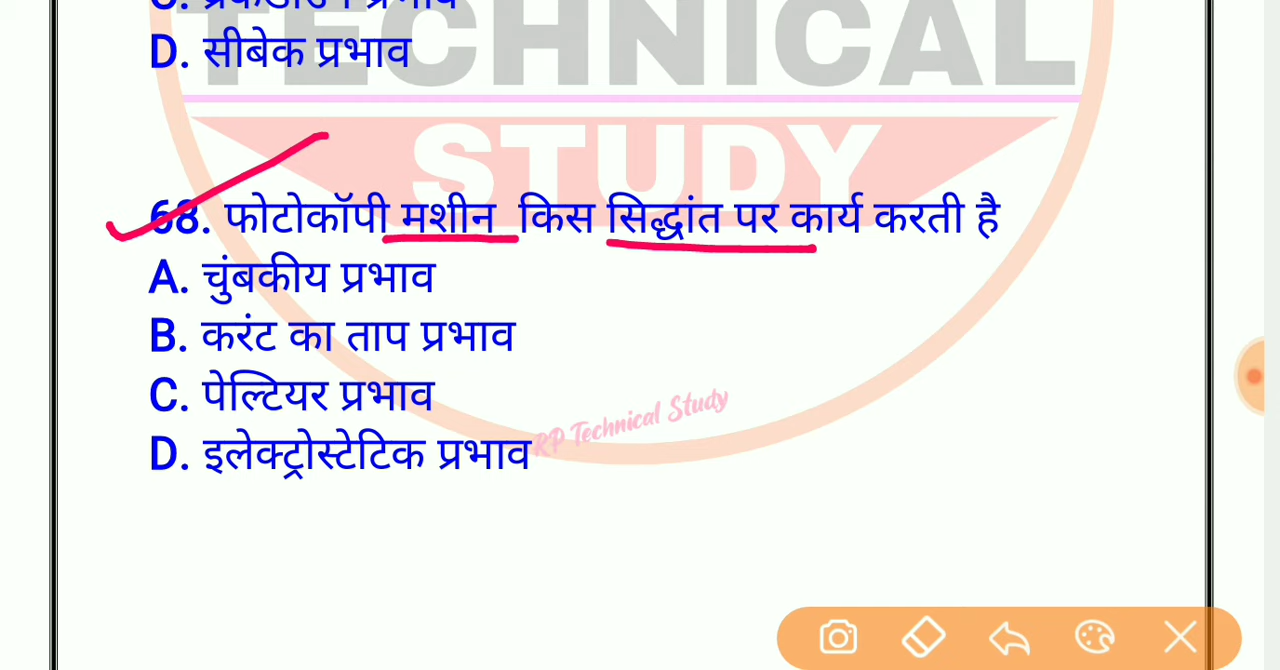 D. सीबेक प्रभाव
TECHNICAL
STUDY
68. फोटोकॉपी मशीन किस सिद्धांत पर कार्य करती है
A. चुंबकीय प्रभाव
B. करंट का ताप प्रभाव
C. पेल्टियर प्रभाव
RP Technical Study
D. इलेक्ट्रोस्टेटिक प्रभाव